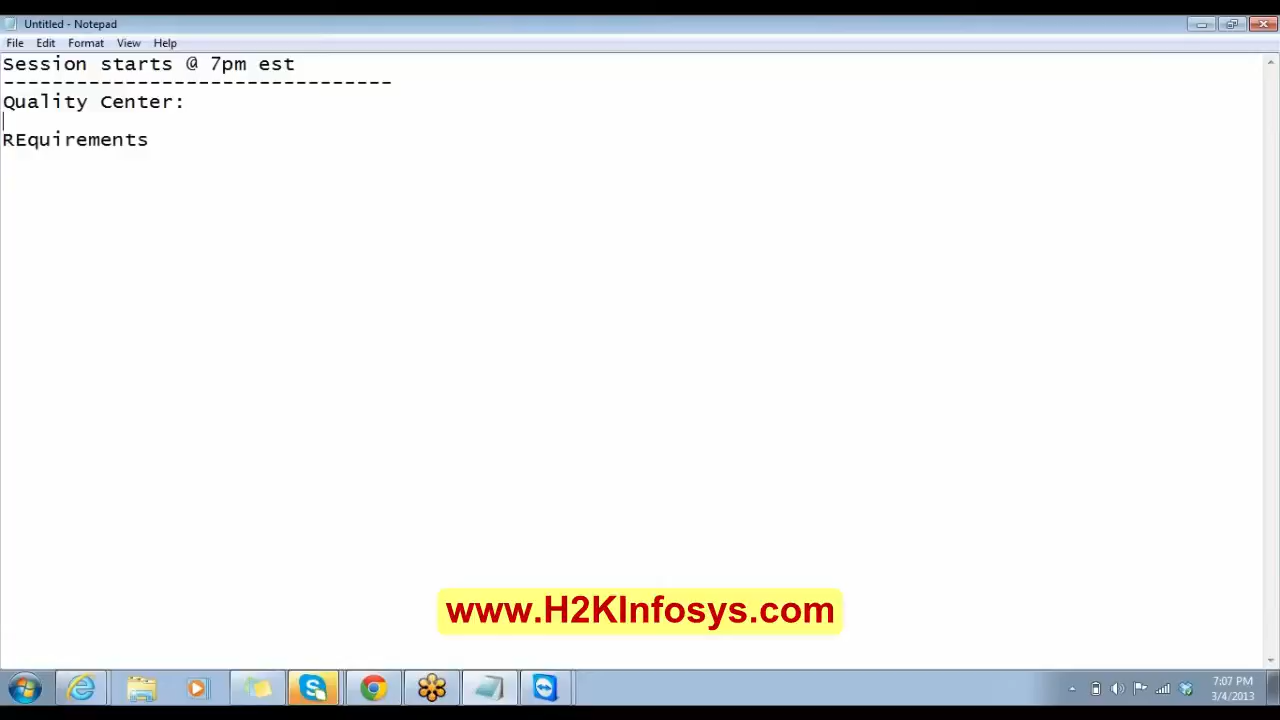 Untitled - Notepad
File Edit Format View Help
Session starts @ 7pm est
--------------------------------
Quality Center:
REquirements
www.H2KInfosys.com
7:07 PM
3/4/2013